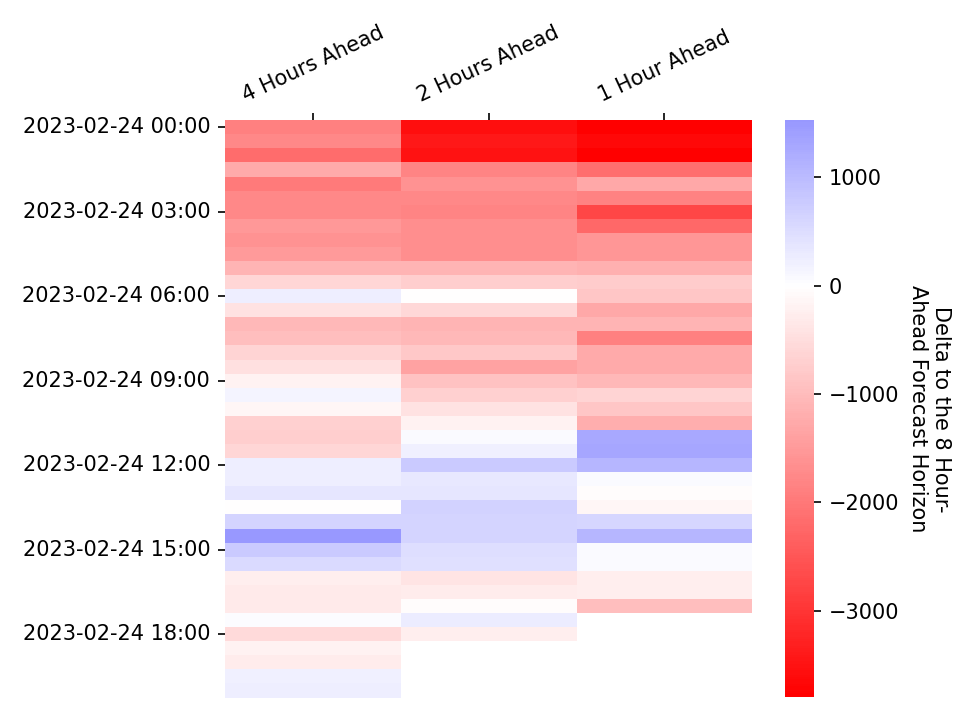 4 Hours Ahead
2 Hours Ahead
1 Hour Ahead
2023-02-24 00:00
2023-02-24 03:00
2023-02-24 06:00
2023-02-24 09:00
2023-02-24 12:00
2023-02-24 15:00
2023-02-24 18:00
1000
0
−1000
−2000
−3000
Delta to the 8 Hour-
Ahead Forecast Horizon